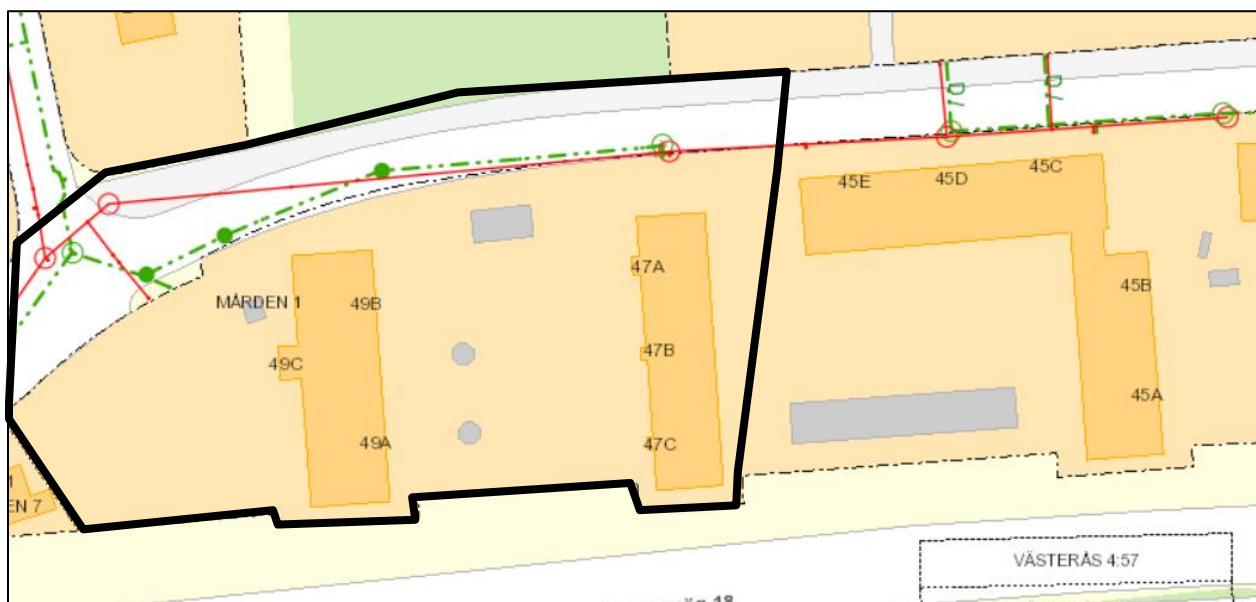 D /
D /
45E
45D
45C
47A
45B
MÅRDEN 1
49B
47B
49C
45A
49A
47C
EN 7
VÄSTERÅS 4:57